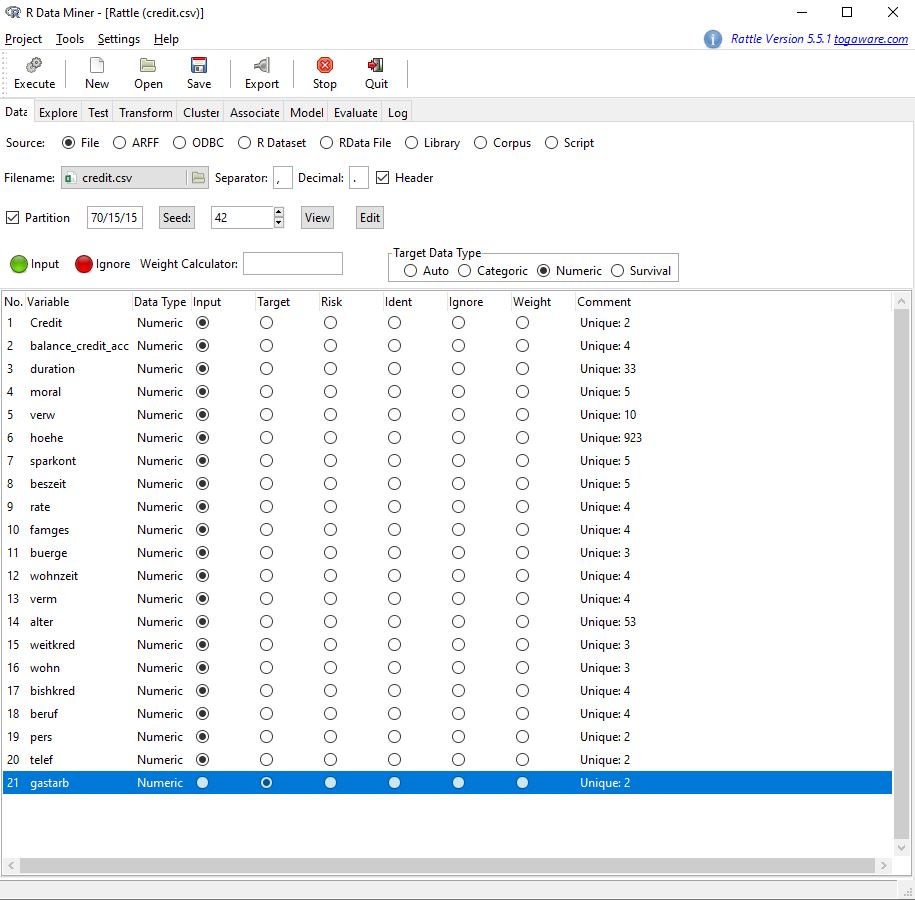 R Data Miner - [Rattle (credit.csv)]
Project Tools Settings Help Rattle Version 5.5.1 togaware.com
Execute New Open Save Export Stop Quit
Data Explore Test Transform Cluster Associate Model Evaluate Log
Source: File ARFF ODBC R Dataset RData File Library Corpus Script
Filename: credit.csv Separator: , Decimal: . Header
Partition 70/15/15 Seed: 42 View Edit
Target Data Type
Input Ignore Weight Calculator: Auto Categoric Numeric Survival
No. Variable Data Type Input Target Risk Ident Ignore Weight Comment
1 Credit Numeric Unique: 2
2 balance_credit_acc Numeric Unique: 4
3 duration Numeric Unique: 33
4 moral Numeric Unique: 5
5 verw Numeric Unique: 10
6 hoehe Numeric Unique: 923
7 sparkont Numeric Unique: 5
8 beszeit Numeric Unique: 5
9 rate Numeric Unique: 4
10 famges Numeric Unique: 4
11 buerge Numeric Unique: 3
12 wohnzeit Numeric Unique: 4
13 verm Numeric Unique: 4
14 alter Numeric Unique: 53
15 weitkred Numeric Unique: 3
16 wohn Numeric Unique: 3
17 bishkred Numeric Unique: 4
18 beruf Numeric Unique: 4
19 pers Numeric Unique: 2
20 telef Numeric Unique: 2
21 gastarb Numeric Unique: 2